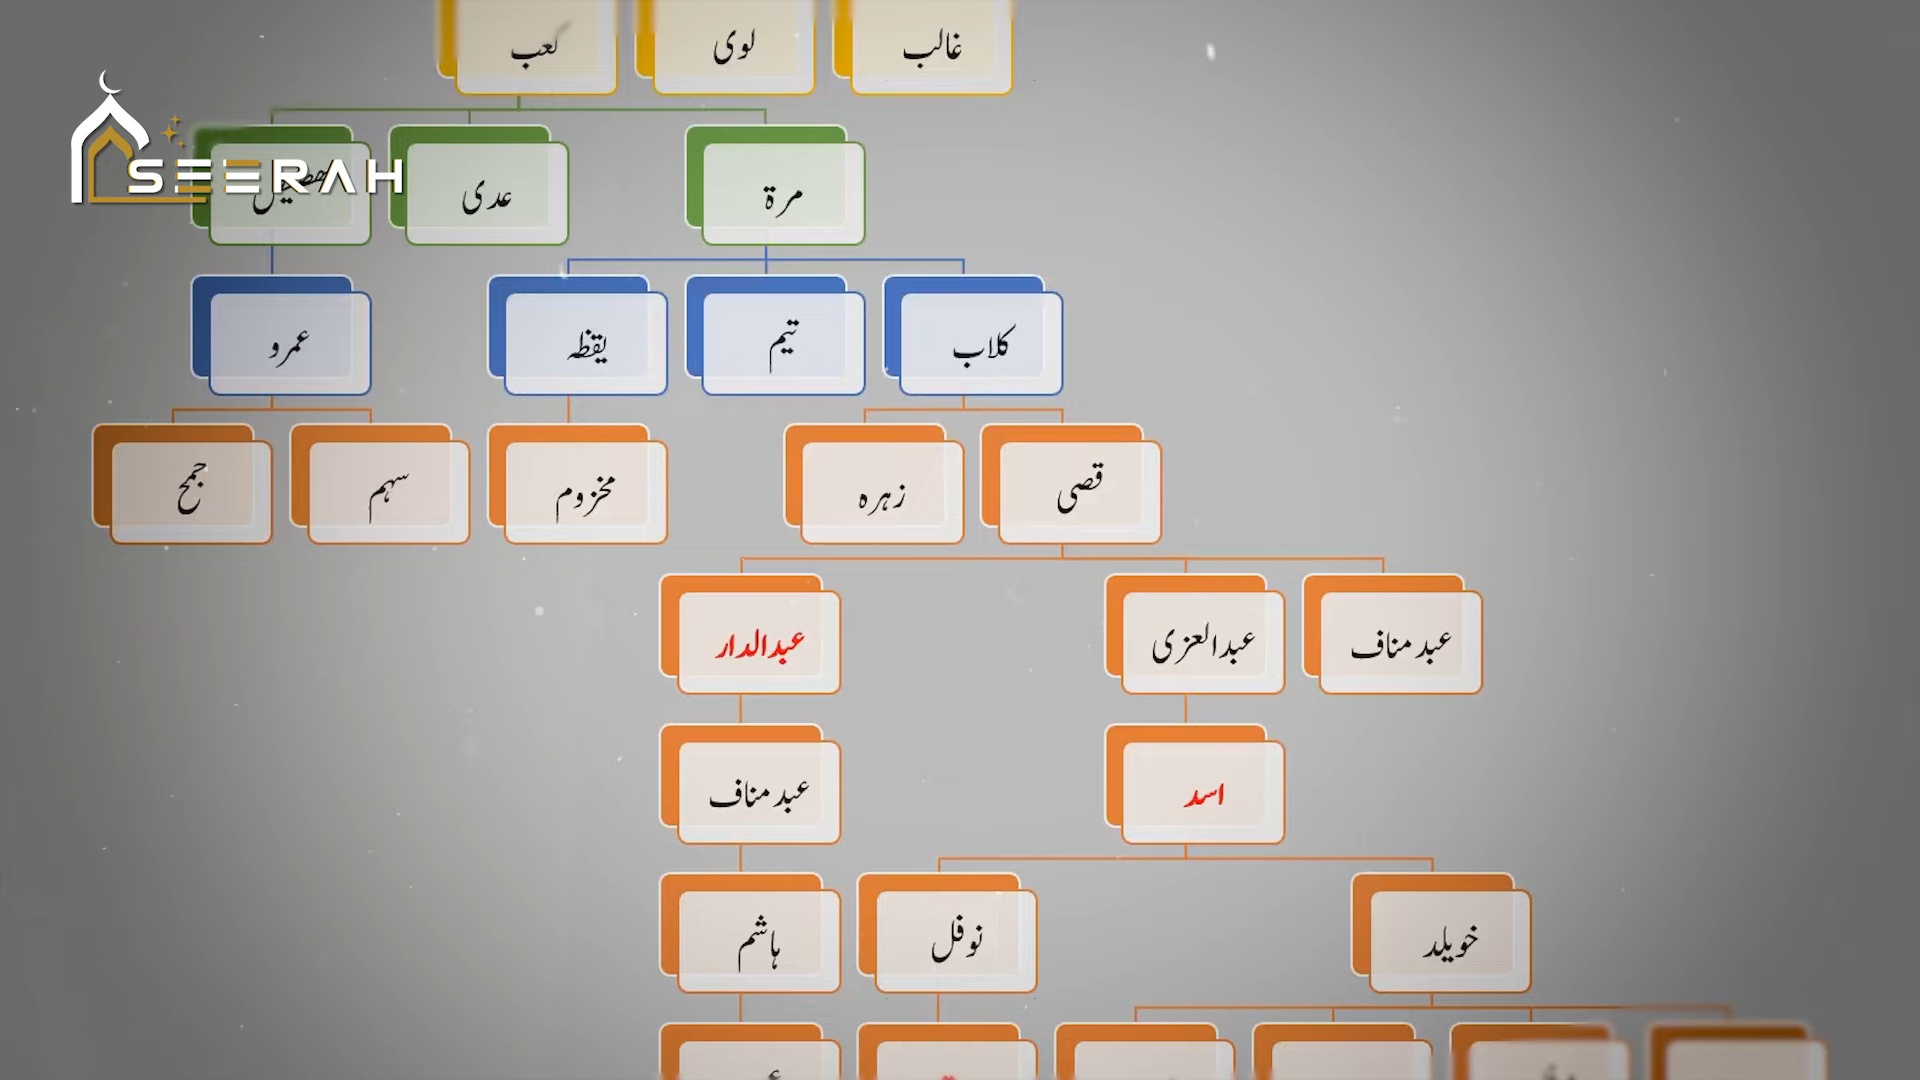 غالب
لوی
کعب
SEERAH
مرۃ
عدی
کلاب
تیم
یقظہ
عمرو
قصی
زہرہ
مخزوم
سہم
جمح
عبد مناف
عبدالعزی
عبدالدار
اسد
عبد مناف
خویلد
نوفل
ہاشم